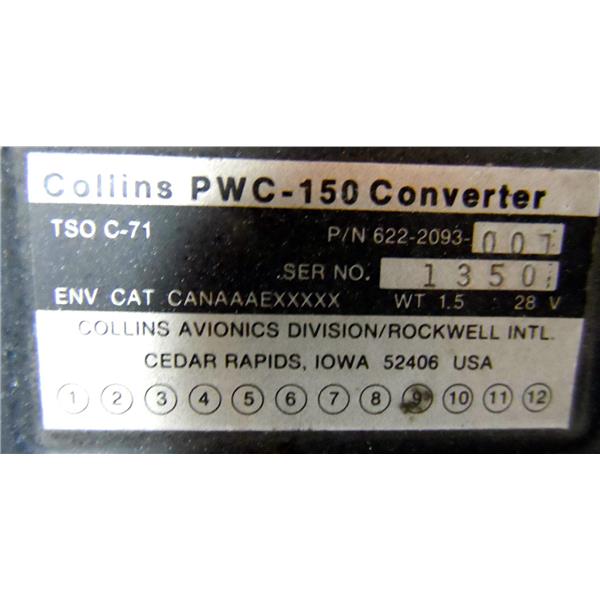 Collins PWC-150 Converter
TSO C-71 P/N 622-2093-001
SER NO. 1350
ENV CAT CANAAAEXXXXX WT 1.5 28 V
COLLINS AVIONICS DIVISION/ROCKWELL INTL.
CEDAR RAPIDS, IOWA 52406 USA
1 2 3 4 5 6 7 8 9 10 11 12